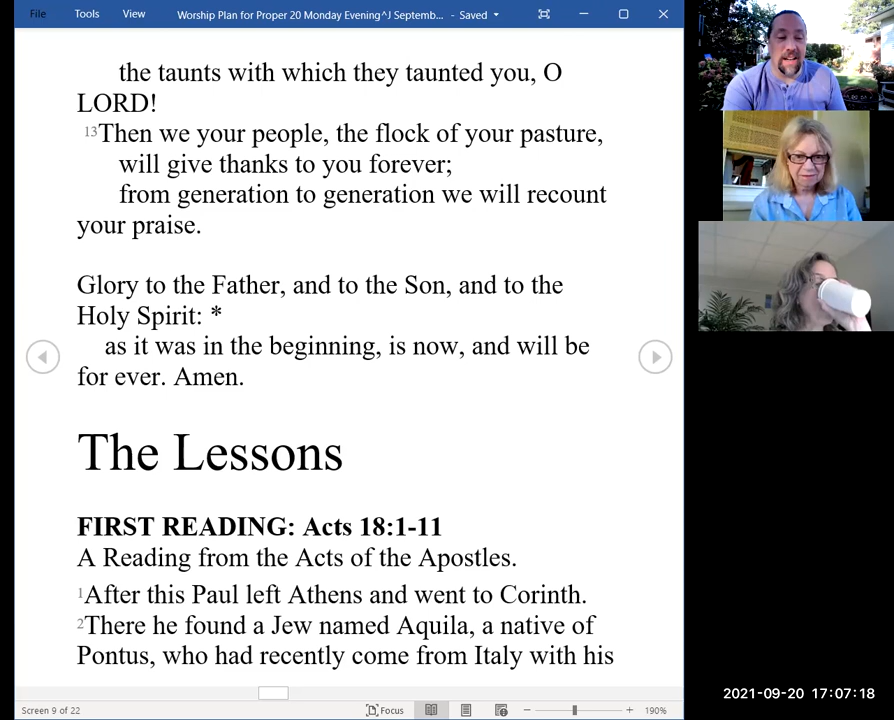 File Tools View Worship Plan for Proper 20 Monday Evening^J Septemb... - Saved
the taunts with which they taunted you, O
LORD!
13Then we your people, the flock of your pasture,
will give thanks to you forever;
from generation to generation we will recount
your praise.
Glory to the Father, and to the Son, and to the
Holy Spirit: *
as it was in the beginning, is now, and will be
for ever. Amen.
The Lessons
FIRST READING: Acts 18:1-11
A Reading from the Acts of the Apostles.
1After this Paul left Athens and went to Corinth.
2There he found a Jew named Aquila, a native of
Pontus, who had recently come from Italy with his
Screen 9 of 22 Focus 190%
2021-09-20 17:07:18